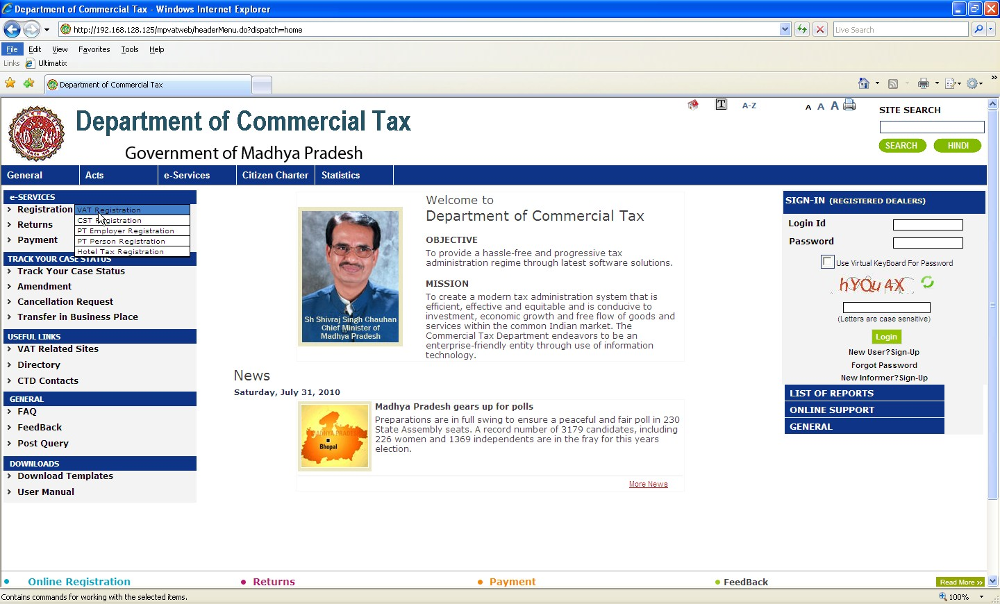 Department of Commercial Tax - Windows Internet Explorer
http://192.168.128.125/mpvatweb/headerMenu.do?dispatch=home
Live Search
File Edit View Favorites Tools Help
Links Ultimatix
Department of Commercial Tax
Department of Commercial Tax
Government of Madhya Pradesh
T A-Z A A A
SITE SEARCH
SEARCH HINDI
General Acts e-Services Citizen Charter Statistics
e-SERVICES
Registration
VAT Registration
CST Registration
PT Employer Registration
PT Person Registration
Hotel Tax Registration
Returns
Payment
TRACK YOUR CASE STATUS
Track Your Case Status
Amendment
Cancellation Request
Transfer in Business Place
USEFUL LINKS
VAT Related Sites
Directory
CTD Contacts
GENERAL
FAQ
FeedBack
Post Query
DOWNLOADS
Download Templates
User Manual
Sh Shivraj Singh Chauhan
Chief Minister of
Madhya Pradesh
Welcome to
Department of Commercial Tax
OBJECTIVE
To provide a hassle-free and progressive tax
administration regime through latest software solutions.
MISSION
To create a modern tax administration system that is
efficient, effective and equitable and is conducive to
investment, economic growth and free flow of goods and
services within the common Indian market. The
Commercial Tax Department endeavors to be an
enterprise-friendly entity through use of information
technology.
News
Saturday, July 31, 2010
MADHYA PRADESH
Bhopal
Madhya Pradesh gears up for polls
Preparations are in full swing to ensure a peaceful and fair poll in 230
State Assembly seats. A record number of 3179 candidates, including
226 women and 1369 independents are in the fray for this years
election.
More News
SIGN-IN (REGISTERED DEALERS)
Login Id
Password
Use Virtual KeyBoard For Password
hYQu4X
(Letters are case sensitive)
Login
New User?Sign-Up
Forgot Password
New Informer?Sign-Up
LIST OF REPORTS
ONLINE SUPPORT
GENERAL
Online Registration Returns Payment FeedBack Read More >>
Contains commands for working with the selected items.
100%